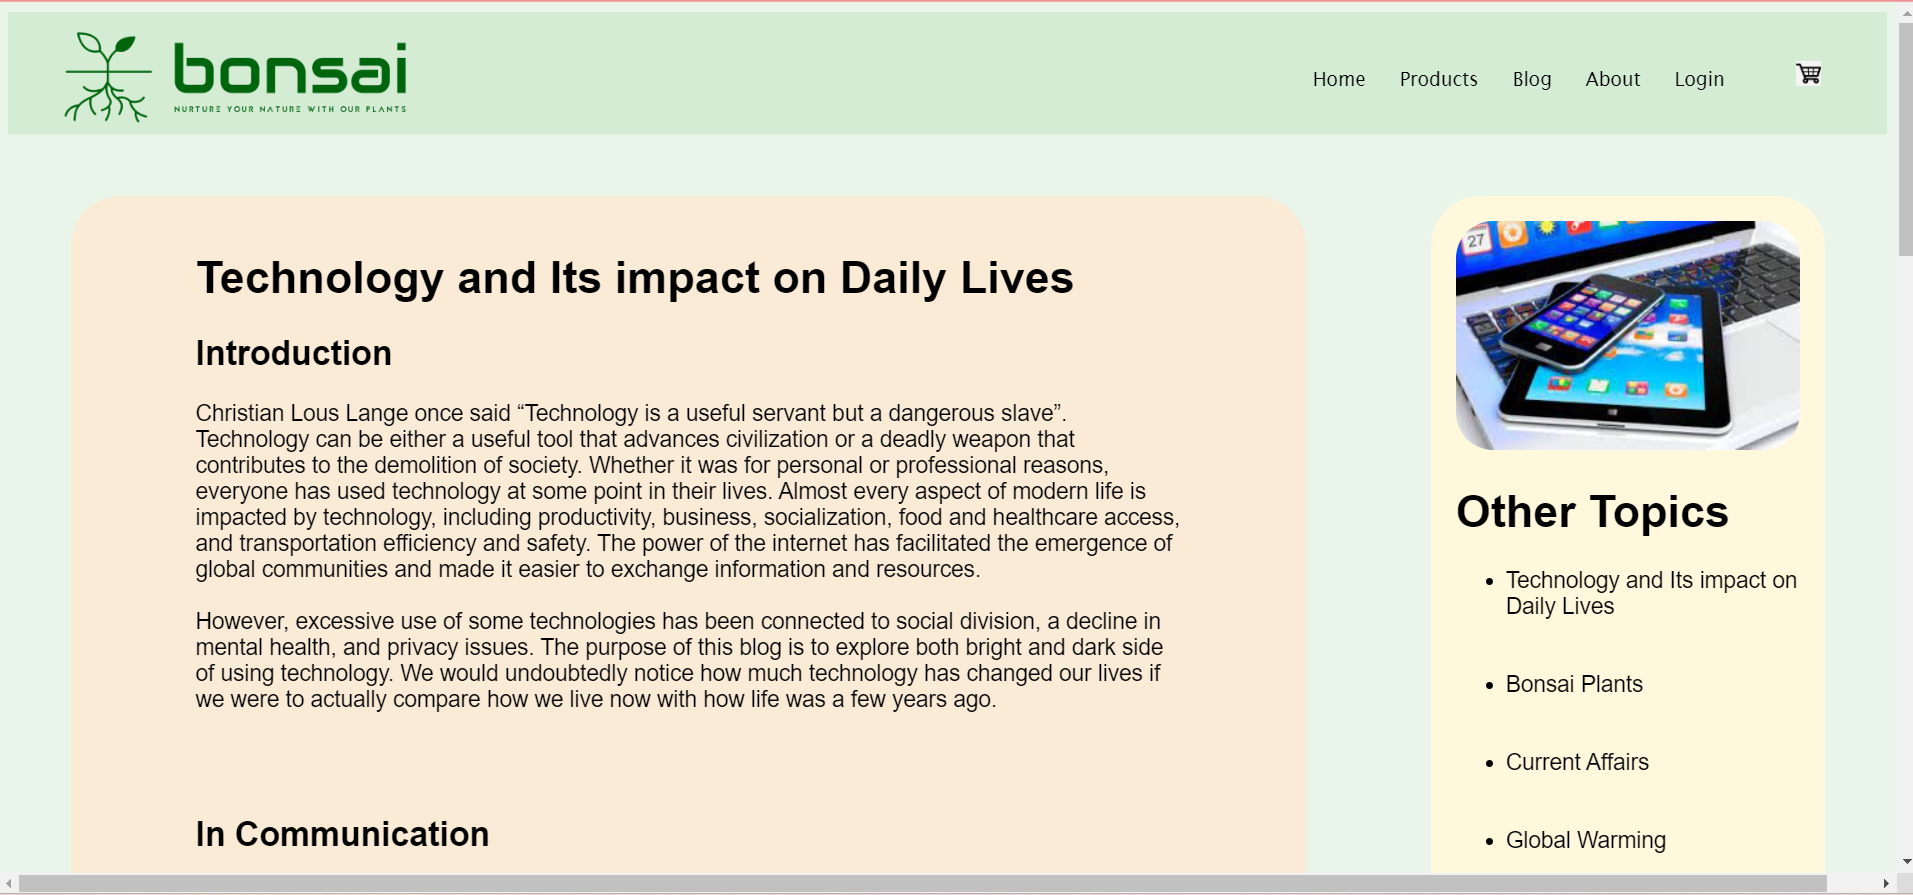 bonsai
NURTURE YOUR NATURE WITH OUR PLANTS
Home Products Blog About Login
Technology and Its impact on Daily Lives
Introduction
Christian Lous Lange once said “Technology is a useful servant but a dangerous slave”.
Technology can be either a useful tool that advances civilization or a deadly weapon that
contributes to the demolition of society. Whether it was for personal or professional reasons,
everyone has used technology at some point in their lives. Almost every aspect of modern life is
impacted by technology, including productivity, business, socialization, food and healthcare access,
and transportation efficiency and safety. The power of the internet has facilitated the emergence of
global communities and made it easier to exchange information and resources.
However, excessive use of some technologies has been connected to social division, a decline in
mental health, and privacy issues. The purpose of this blog is to explore both bright and dark side
of using technology. We would undoubtedly notice how much technology has changed our lives if
we were to actually compare how we live now with how life was a few years ago.
In Communication
27
Other Topics
Technology and Its impact on
Daily Lives
Bonsai Plants
Current Affairs
Global Warming